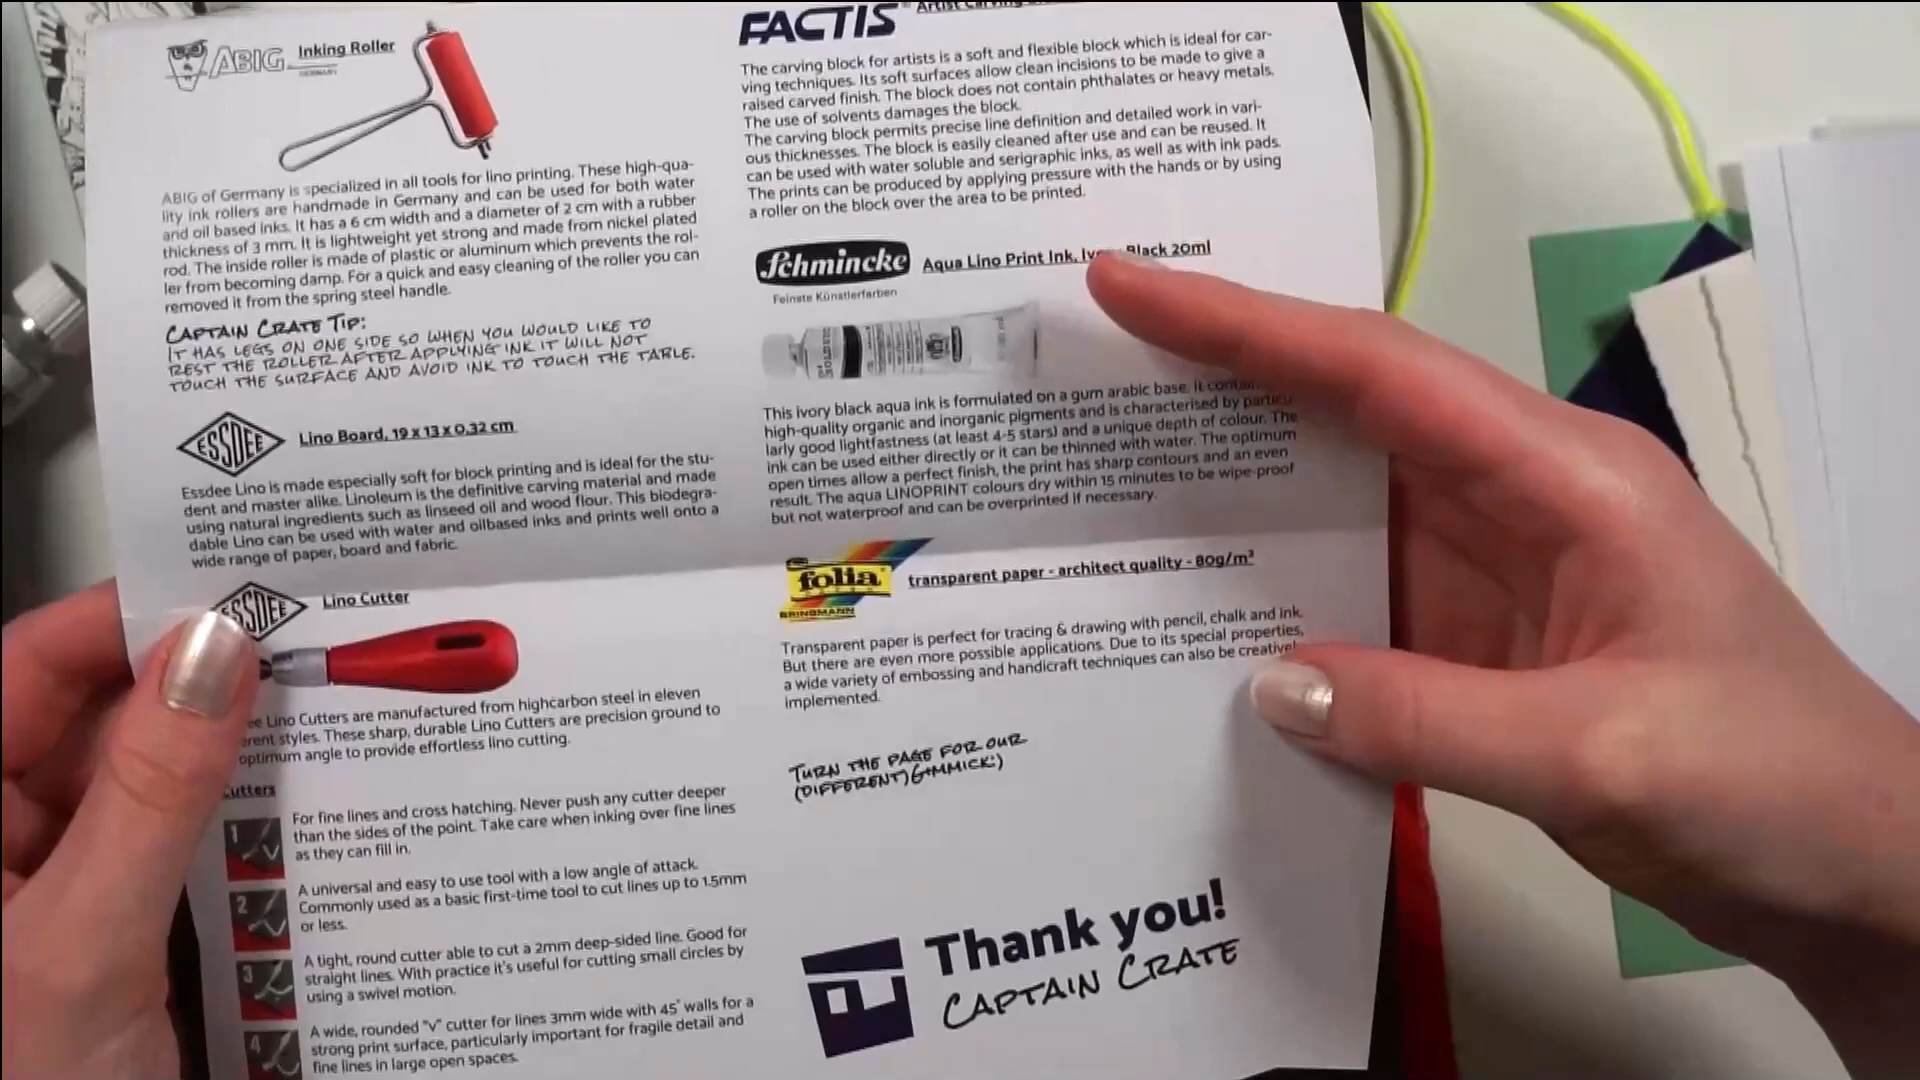 ABIG GERMANY
Inking Roller
ABIG of Germany is specialized in all tools for lino printing. These high-qua-
lity ink rollers are handmade in Germany and can be used for both water
and oil based inks. It has a 6 cm width and a diameter of 2 cm with a rubber
thickness of 3 mm. It is lightweight yet strong and made from nickel plated
rod. The inside roller is made of plastic or aluminum which prevents the rol-
ler from becoming damp. For a quick and easy cleaning of the roller you can
removed it from the spring steel handle.
CAPTAIN CRATE TIP:
IT HAS LEGS ON ONE SIDE SO WHEN YOU WOULD LIKE TO
REST THE ROLLER AFTER APPLYING INK IT WILL NOT
TOUCH THE SURFACE AND AVOID INK TO TOUCH THE TABLE.
ESSDEE
Lino Board, 19 x 13 x 0,32 cm
Essdee Lino is made especially soft for block printing and is ideal for the stu-
dent and master alike. Linoleum is the definitive carving material and made
using natural ingredients such as linseed oil and wood flour. This biodegra-
dable Lino can be used with water and oilbased inks and prints well onto a
wide range of paper, board and fabric.
ESSDEE
Lino Cutter
Lino Cutters are manufactured from highcarbon steel in eleven
styles. These sharp, durable Lino Cutters are precision ground to
optimum angle to provide effortless lino cutting.
Cutters
1
For fine lines and cross hatching. Never push any cutter deeper
than the sides of the point. Take care when inking over fine lines
as they can fill in.
2
A universal and easy to use tool with a low angle of attack.
Commonly used as a basic first-time tool to cut lines up to 1.5mm
or less.
3
A tight, round cutter able to cut a 2mm deep-sided line. Good for
straight lines. With practice it's useful for cutting small circles by
using a swivel motion.
4
A wide, rounded "v" cutter for lines 3mm wide with 45° walls for a
strong print surface, particularly important for fragile detail and
fine lines in large open spaces.
FACTIS® Artist Carving
The carving block for artists is a soft and flexible block which is ideal for car-
ving techniques. Its soft surfaces allow clean incisions to be made to give a
raised carved finish. The block does not contain phthalates or heavy metals.
The use of solvents damages the block.
The carving block permits precise line definition and detailed work in vari-
ous thicknesses. The block is easily cleaned after use and can be reused. It
can be used with water soluble and serigraphic inks, as well as with ink pads.
The prints can be produced by applying pressure with the hands or by using
a roller on the block over the area to be printed.
Schmincke
Feinste Künstlerfarben
Aqua Lino Print Ink, Black 20ml
This ivory black aqua ink is formulated on a gum arabic base. It
high-quality organic and inorganic pigments and is characterised by particu
larly good lightfastness (at least 4-5 stars) and a unique depth of colour. The
ink can be used either directly or it can be thinned with water. The optimum
open times allow a perfect finish, the print has sharp contours and an even
result. The aqua LINOPRINT colours dry within 15 minutes to be wipe-proof
but not waterproof and can be overprinted if necessary.
folia
BRINGMANN
transparent paper - architect quality - 80g/m²
Transparent paper is perfect for tracing & drawing with pencil, chalk and ink.
But there are even more possible applications. Due to its special properties,
a wide variety of embossing and handicraft techniques can also be
implemented.
TURN THE PAGE FOR OUR
(DIFFERENT) GIMMICK:)
Thank you!
CAPTAIN CRATE